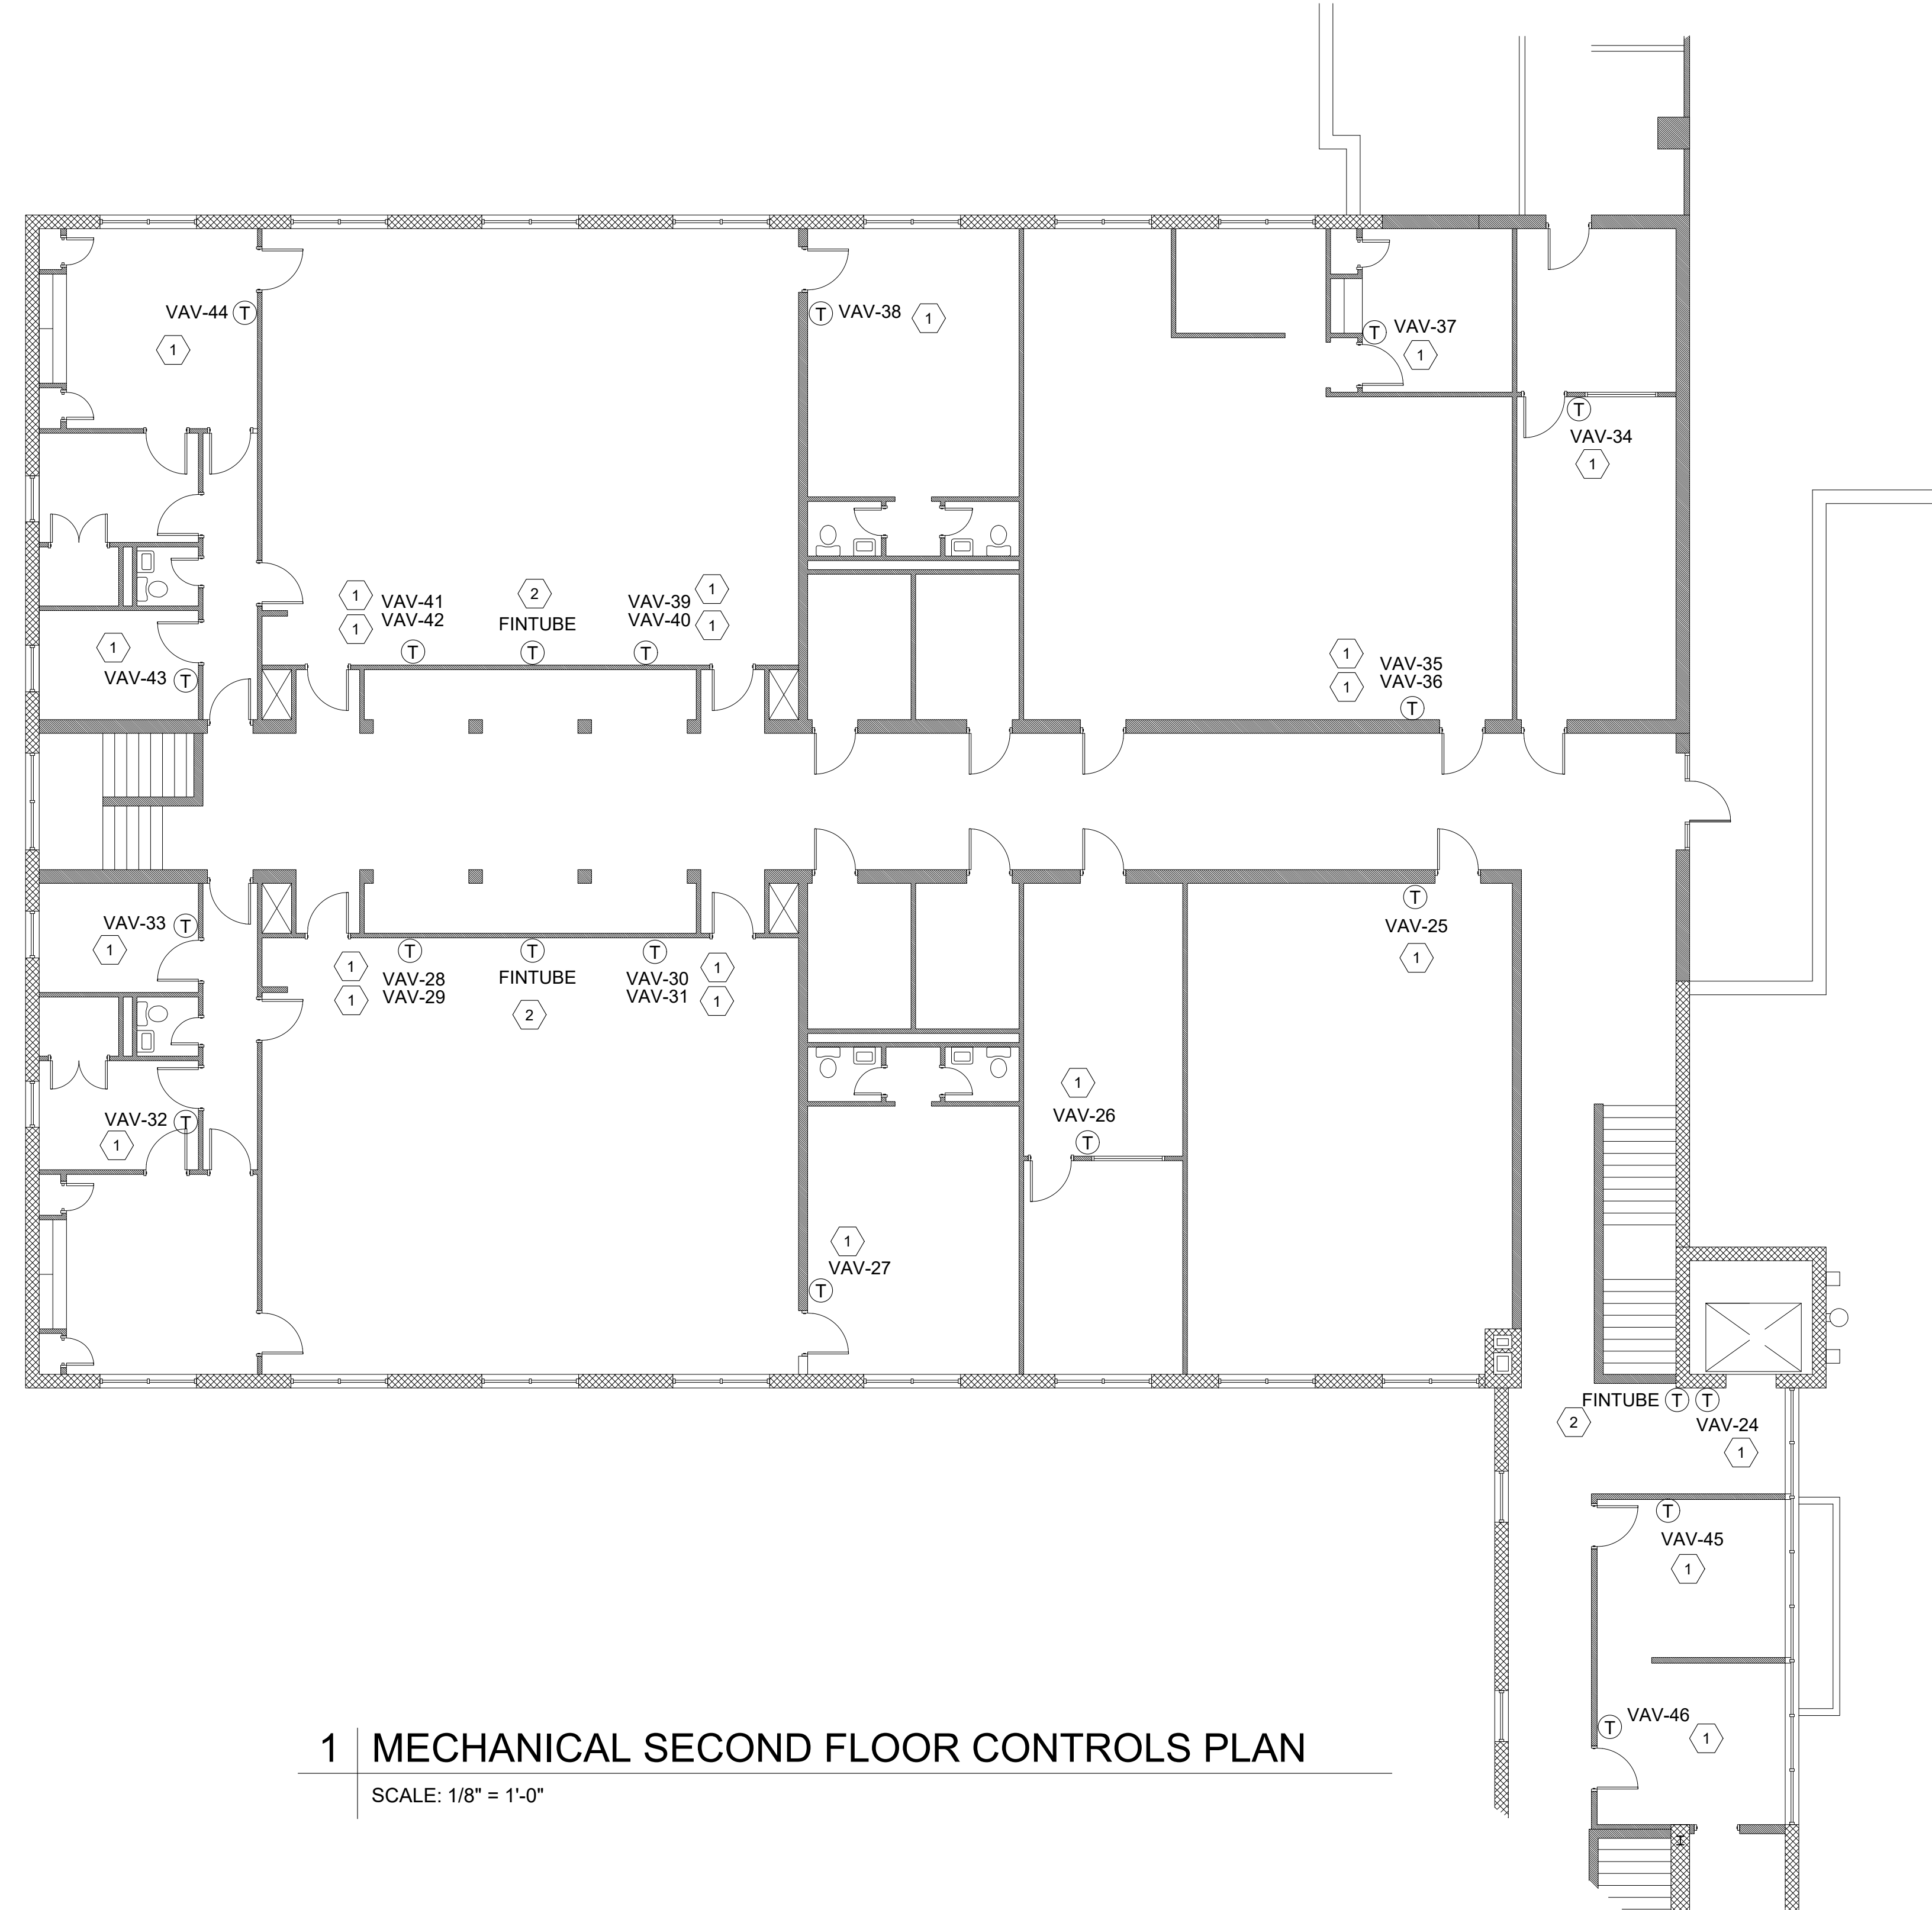 VAV-44 T
1
T VAV-38 1
T VAV-37
1
T
VAV-34
1
1 VAV-41
1 VAV-42
T
2
FINTUBE
T
VAV-39 1
VAV-40 1
T
1
VAV-43 T
1 VAV-35
1 VAV-36
T
VAV-33 T
1
T
1 VAV-28
1 VAV-29
T
FINTUBE
2
T
VAV-30 1
VAV-31 1
T
VAV-25
1
1
VAV-26
T
VAV-32 T
1
1
VAV-27
T
FINTUBE T T
2
VAV-24
1
T
VAV-45
1
VAV-46
T 1
1 MECHANICAL SECOND FLOOR CONTROLS PLAN
SCALE: 1/8" = 1'-0"